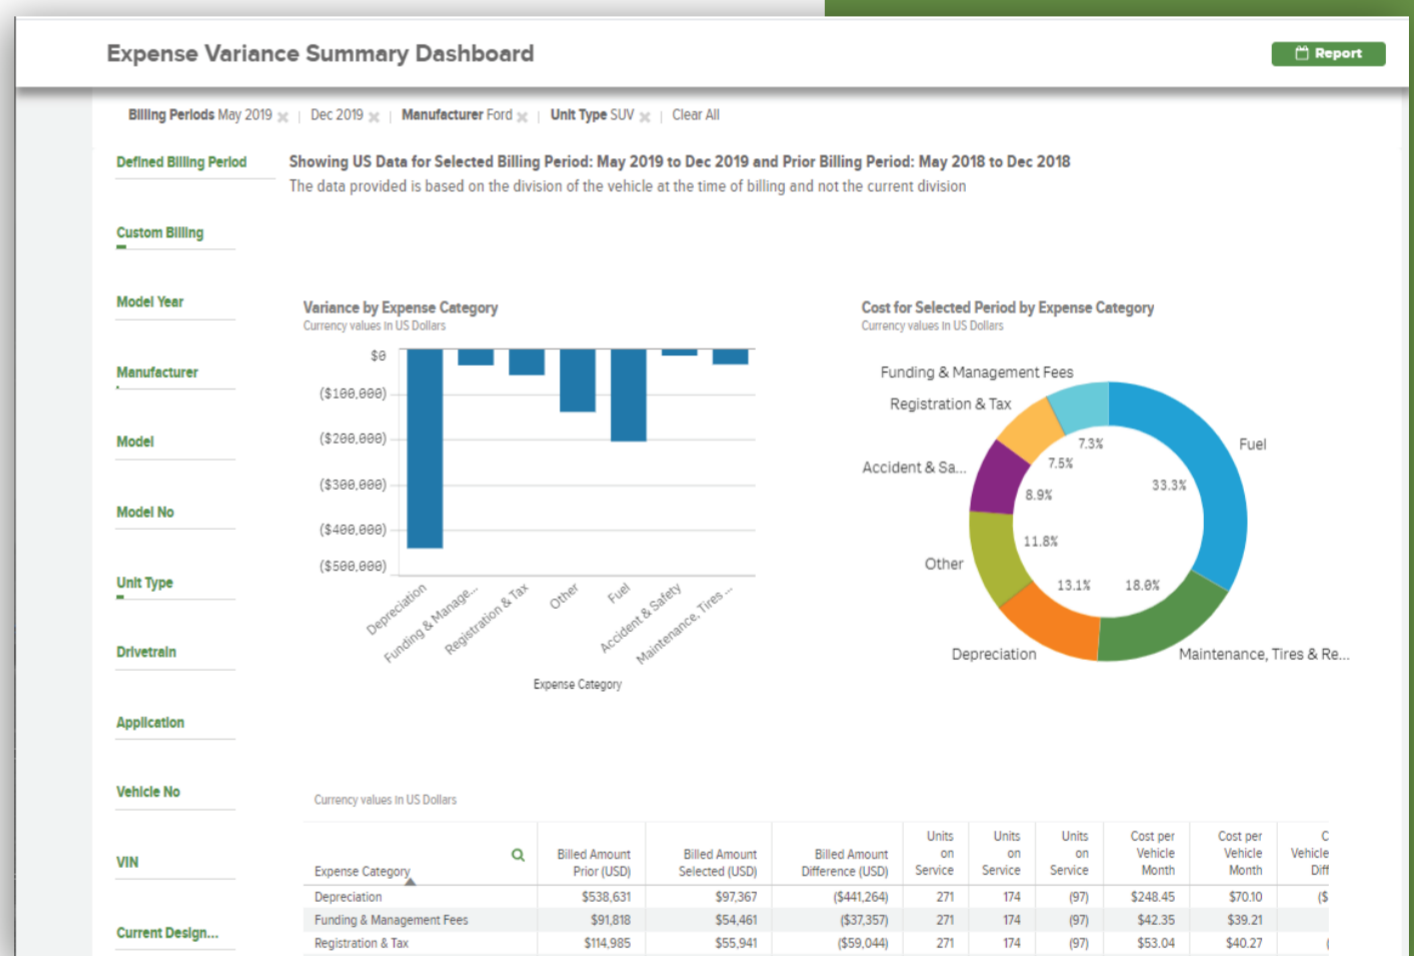 Expense Variance Summary Dashboard
Report
Billing Periods May 2019 × | Dec 2019 × | Manufacturer Ford × | Unit Type SUV × | Clear All
Defined Billing Period
Custom Billing
Model Year
Manufacturer
Model
Model No
Unit Type
Drivetrain
Application
Vehicle No
VIN
Current Design...
Showing US Data for Selected Billing Period: May 2019 to Dec 2019 and Prior Billing Period: May 2018 to Dec 2018
The data provided is based on the division of the vehicle at the time of billing and not the current division
Variance by Expense Category
Currency values in US Dollars
$0
($100,000)
($200,000)
($300,000)
($400,000)
($500,000)
Depreciation
Funding & Manage...
Registration & Tax
Other
Fuel
Accident & Safety
Maintenance, Tires ...
Expense Category
Cost for Selected Period by Expense Category
Currency values in US Dollars
Funding & Management Fees
Registration & Tax
Accident & Sa...
Other
Depreciation
Maintenance, Tires & Re...
Fuel
7.3%
7.5%
8.9%
11.8%
13.1%
18.0%
33.3%
Currency values in US Dollars
Expense Category
Billed Amount
Prior (USD)
Billed Amount
Selected (USD)
Billed Amount
Difference (USD)
Units
on
Service
Units
on
Service
Units
on
Service
Cost per
Vehicle
Month
Cost per
Vehicle
Month
C
Vehicle
Diff
Depreciation $538,631 $97,367 ($441,264) 271 174 (97) $248.45 $70.10 ($
Funding & Management Fees $91,818 $54,461 ($37,357) 271 174 (97) $42.35 $39.21
Registration & Tax $114,985 $55,941 ($59,044) 271 174 (97) $53.04 $40.27 (